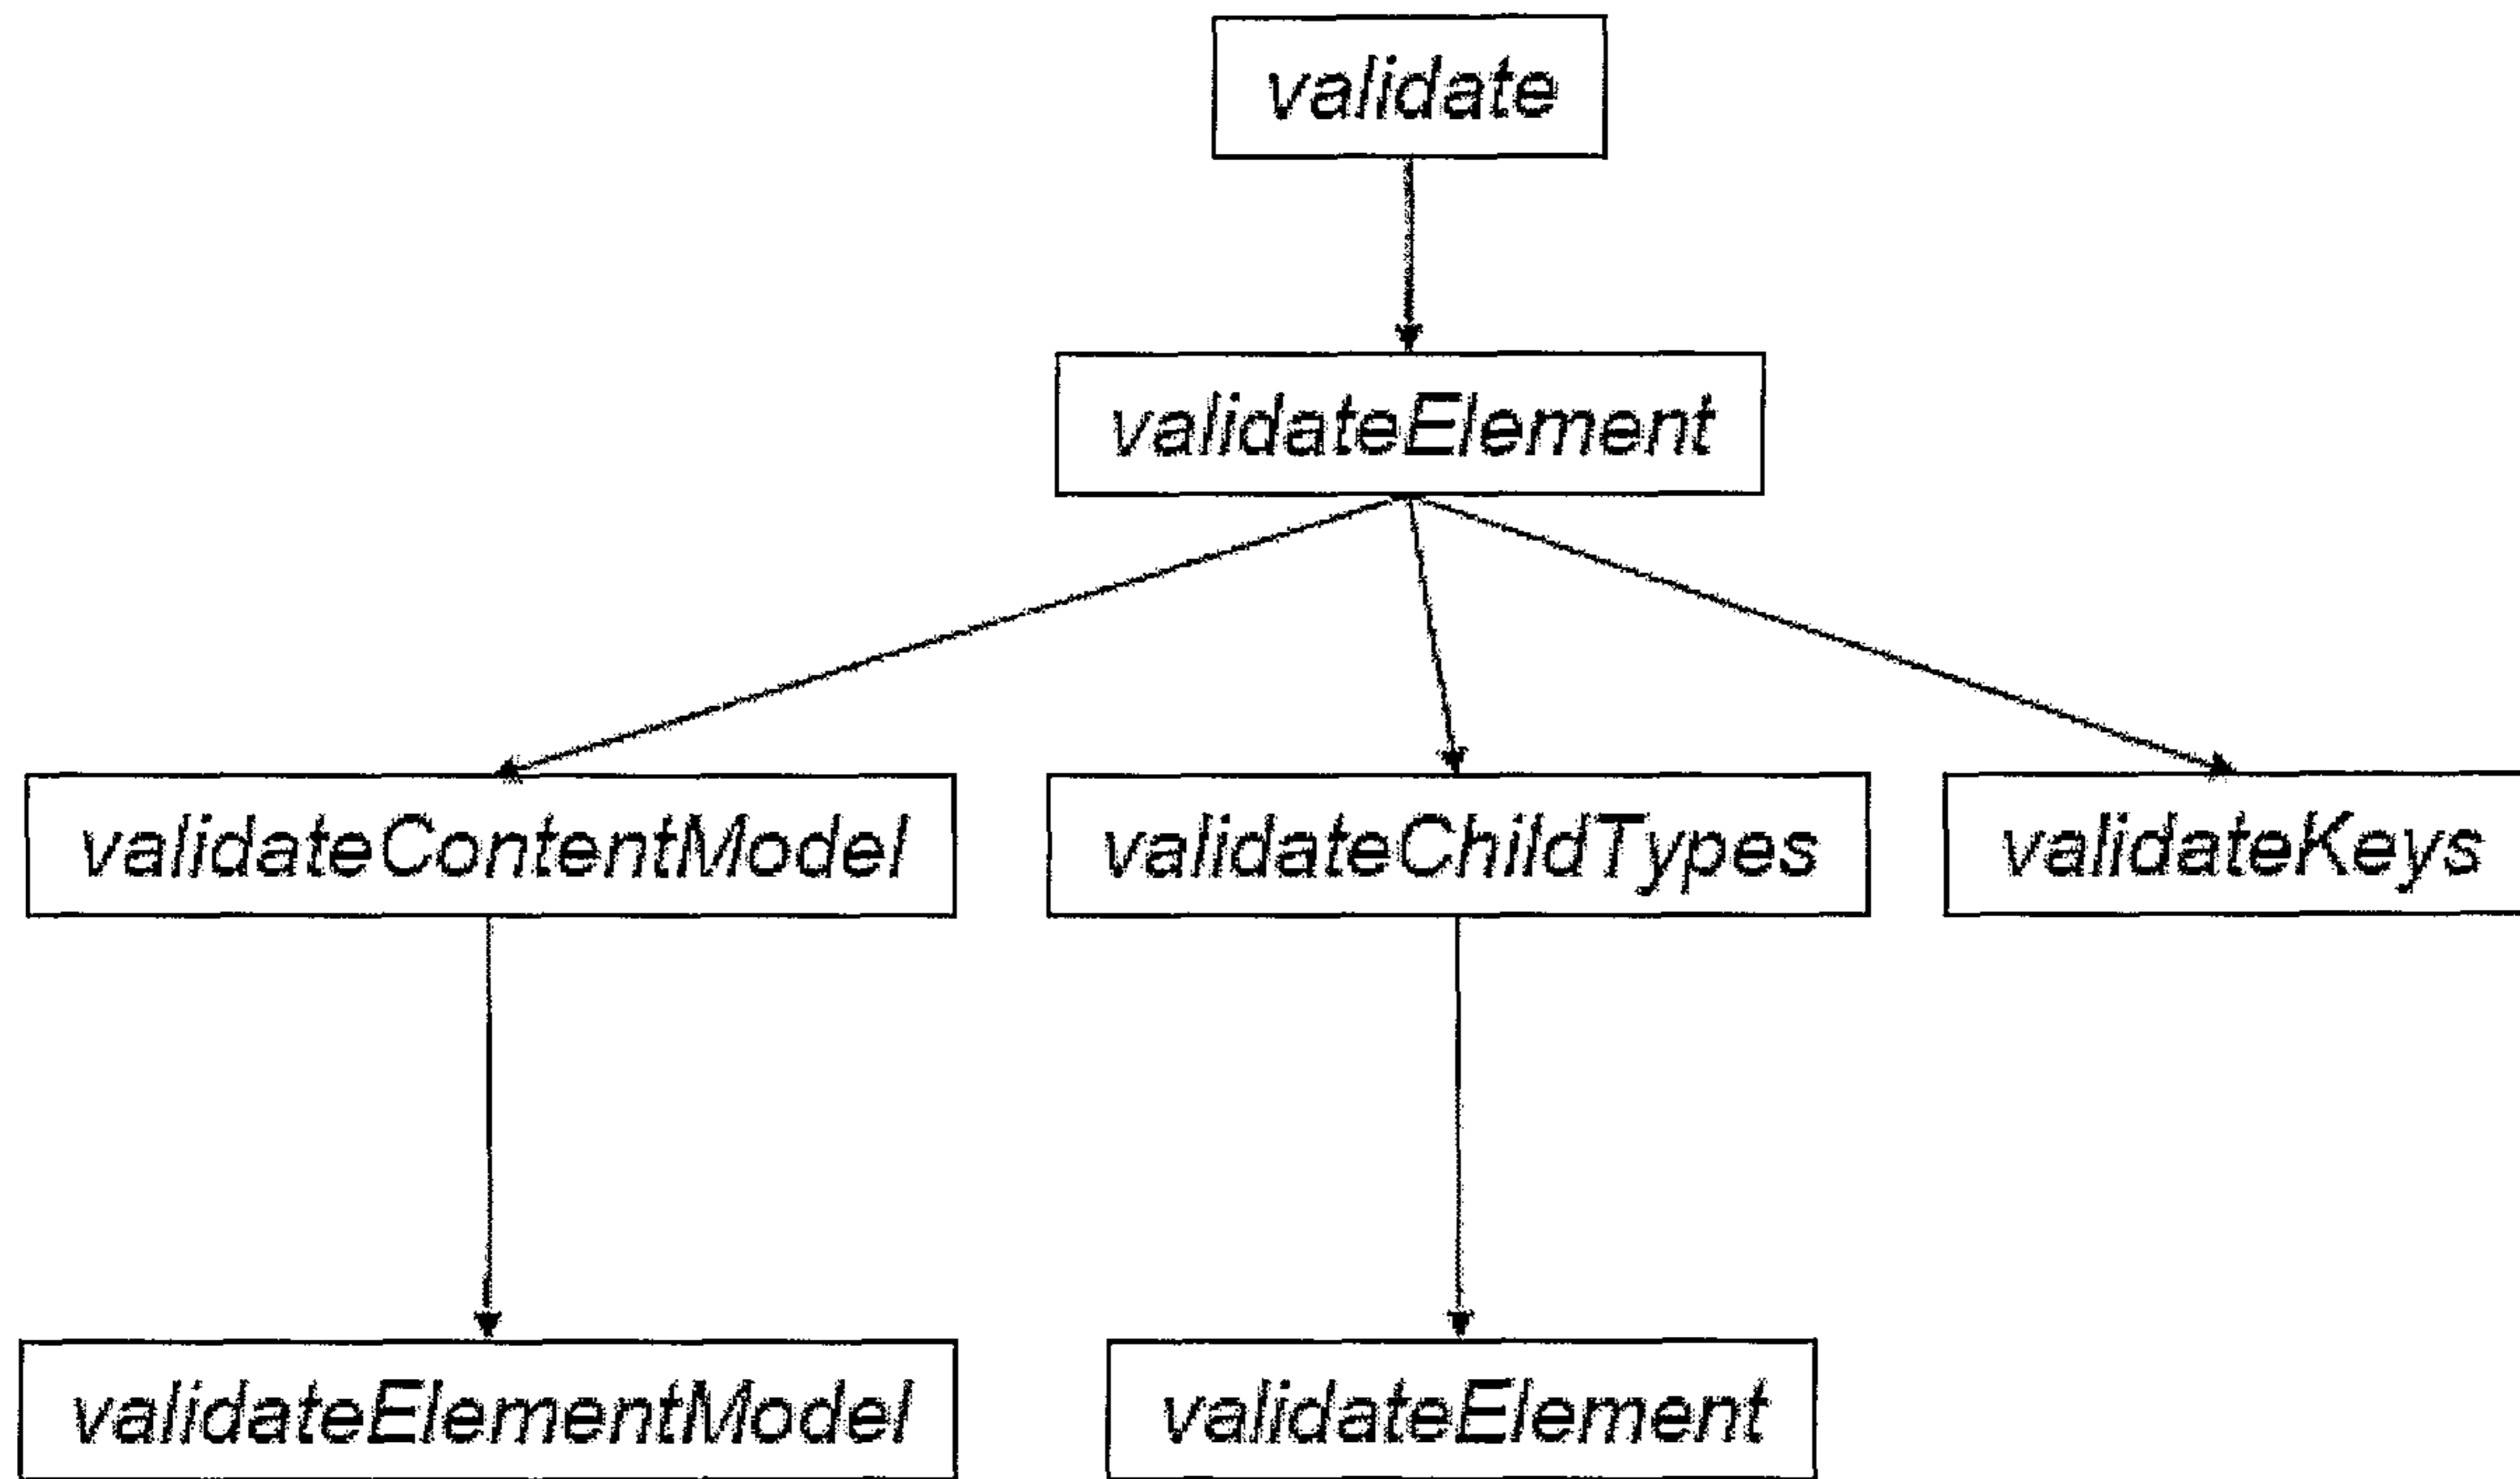 validate
validateElement
validateContentModel
validateChildTypes
validateKeys
validateElementModel
validateElement